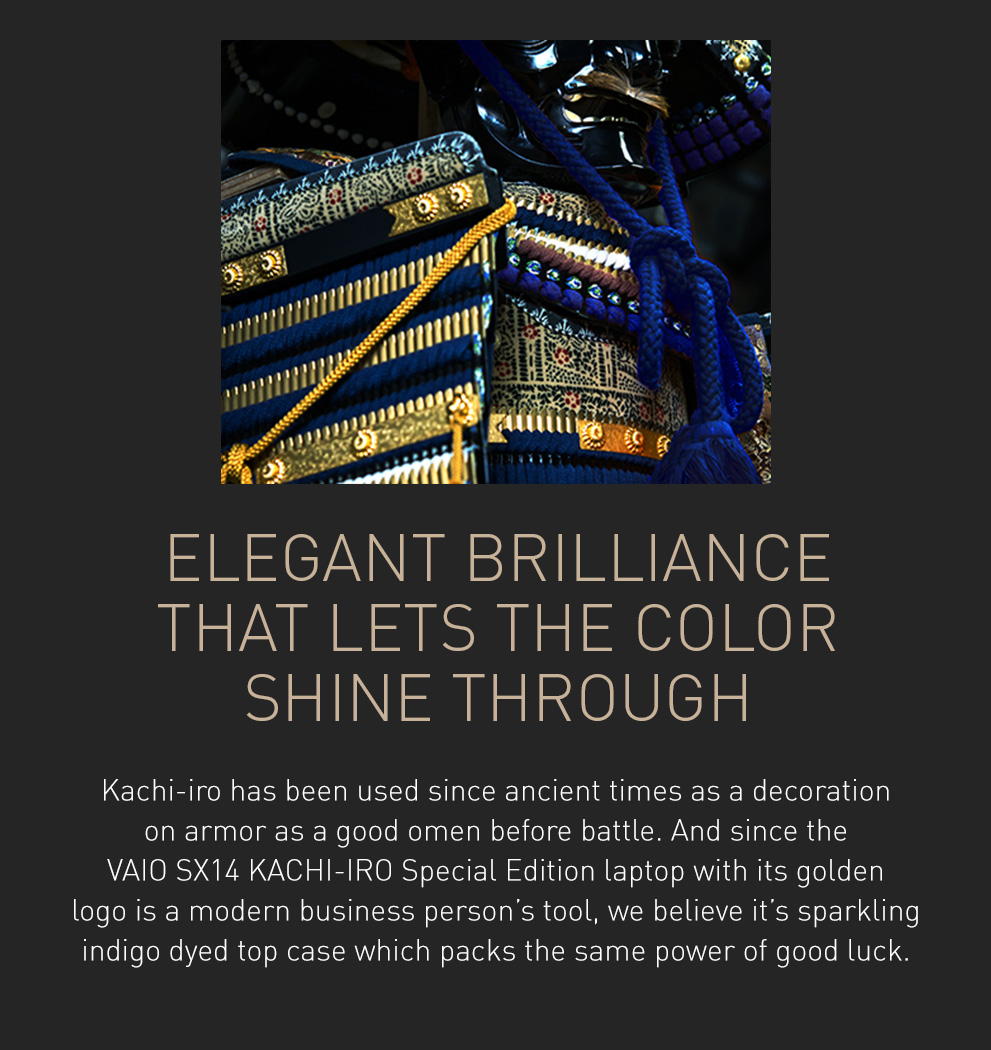 ELEGANT BRILLIANCE
THAT LETS THE COLOR
SHINE THROUGH
Kachi-iro has been used since ancient times as a decoration
on armor as a good omen before battle. And since the
VAIO SX14 KACHI-IRO Special Edition laptop with its golden
logo is a modern business person’s tool, we believe it’s sparkling
indigo dyed top case which packs the same power of good luck.